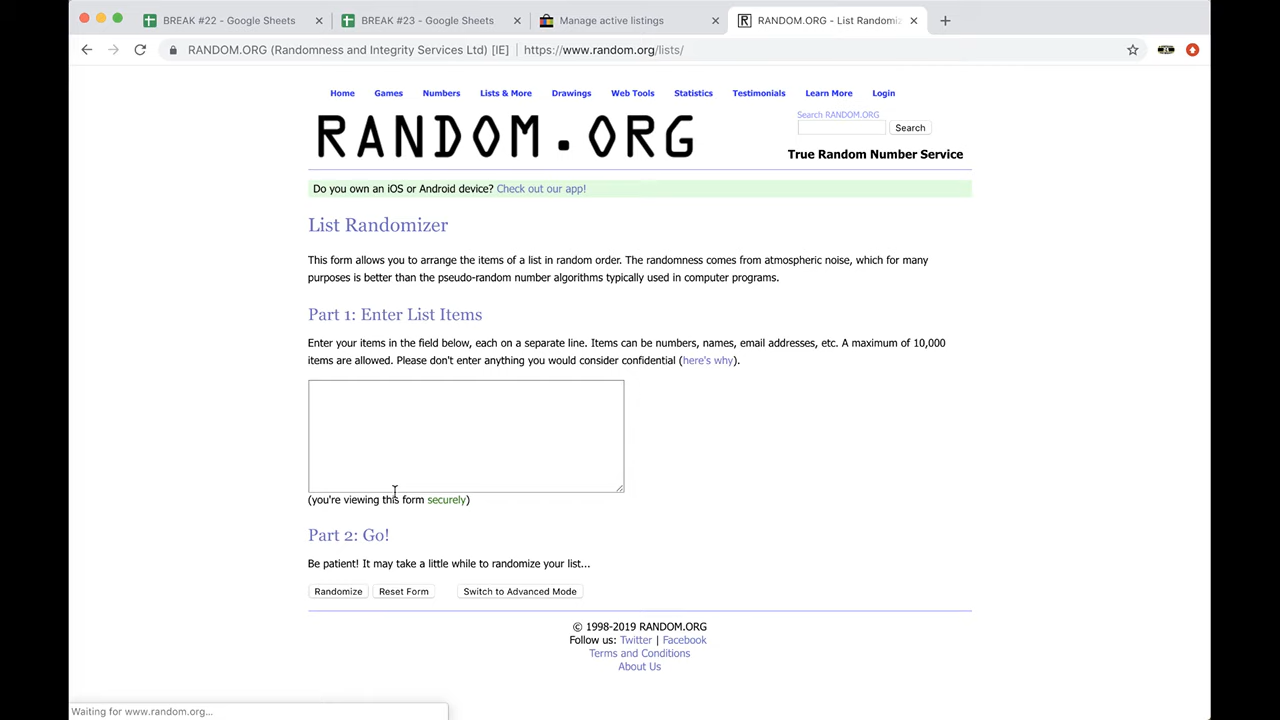 BREAK #22 - Google Sheets
BREAK #23 - Google Sheets
Manage active listings
RANDOM.ORG - List Randomiz
RANDOM.ORG (Randomness and Integrity Services Ltd) [IE] https://www.random.org/lists/
Home Games Numbers Lists & More Drawings Web Tools Statistics Testimonials Learn More Login
RANDOM.ORG
Search RANDOM.ORG
Search
True Random Number Service
Do you own an iOS or Android device? Check out our app!
List Randomizer
This form allows you to arrange the items of a list in random order. The randomness comes from atmospheric noise, which for many
purposes is better than the pseudo-random number algorithms typically used in computer programs.
Part 1: Enter List Items
Enter your items in the field below, each on a separate line. Items can be numbers, names, email addresses, etc. A maximum of 10,000
items are allowed. Please don't enter anything you would consider confidential (here's why).
(you're viewing this form securely)
Part 2: Go!
Be patient! It may take a little while to randomize your list...
Randomize Reset Form Switch to Advanced Mode
© 1998-2019 RANDOM.ORG
Follow us: Twitter | Facebook
Terms and Conditions
About Us
Waiting for www.random.org...